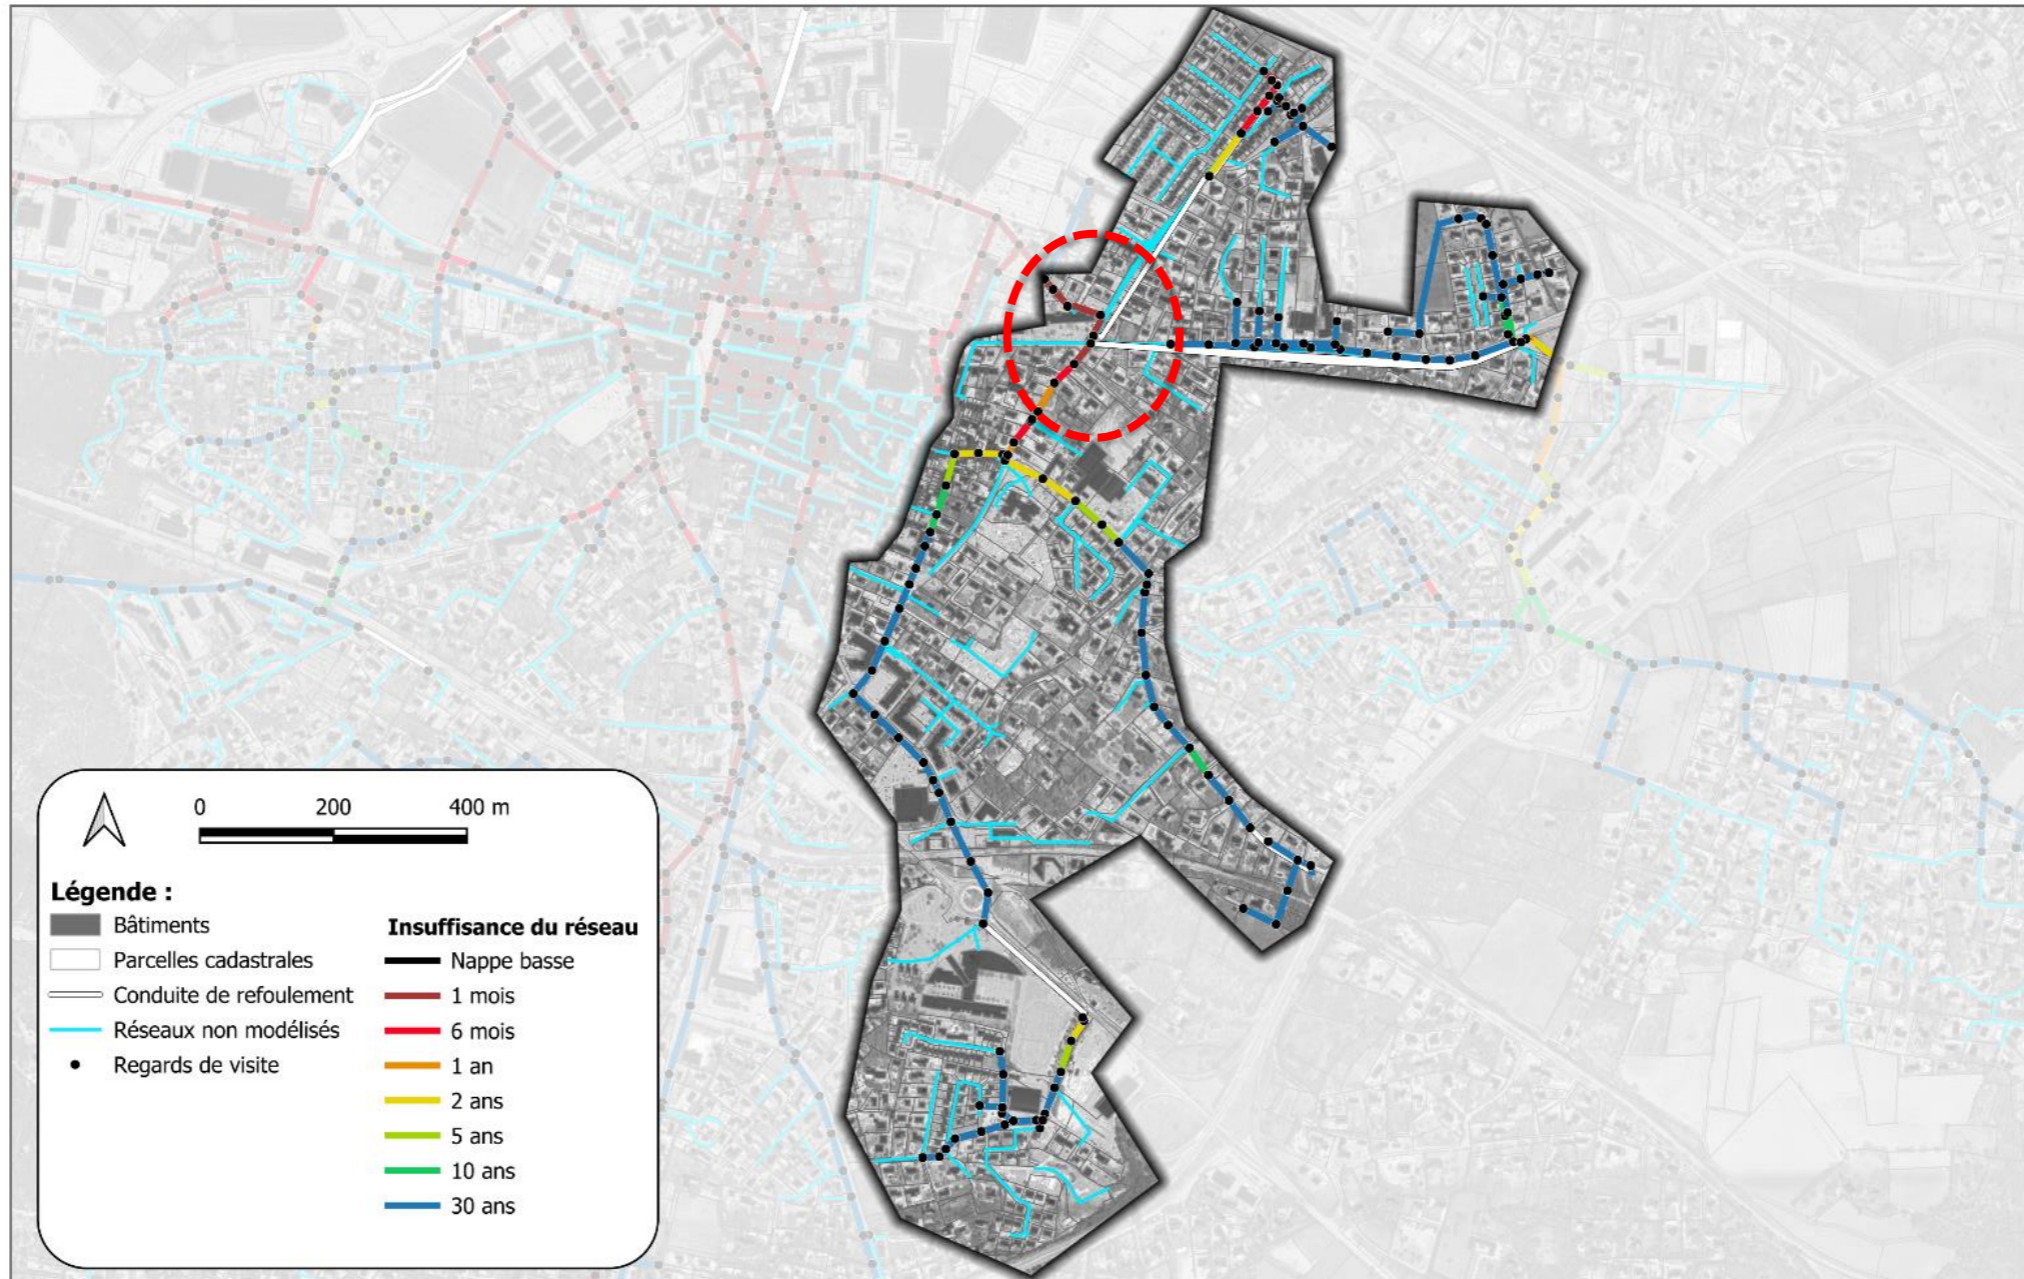 0 200 400 m
Légende :
Bâtiments
Parcelles cadastrales
Conduite de refoulement
Réseaux non modélisés
Regards de visite
Insuffisance du réseau
Nappe basse
1 mois
6 mois
1 an
2 ans
5 ans
10 ans
30 ans